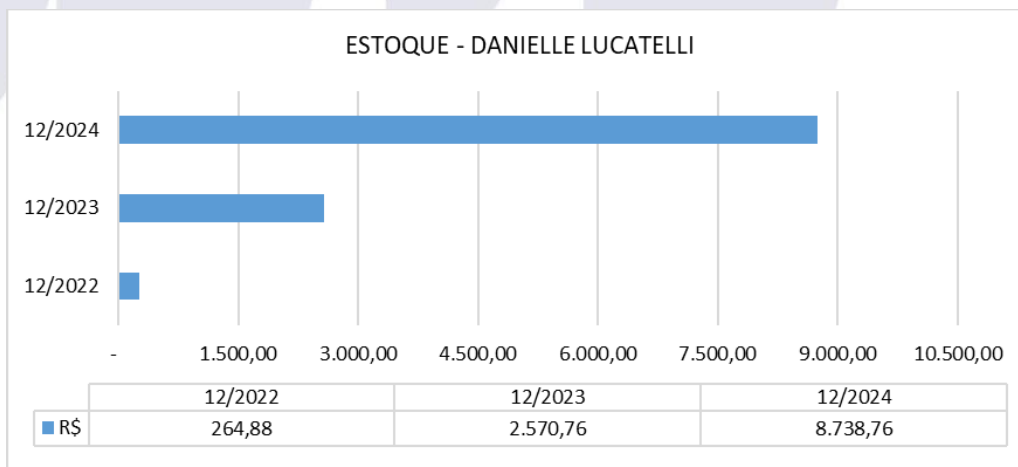 ESTOQUE - DANIELLE LUCATELLI
12/2024
12/2023
12/2022
- 1.500,00 3.000,00 4.500,00 6.000,00 7.500,00 9.000,00 10.500,00
12/2022 12/2023 12/2024
R$ 264,88 2.570,76 8.738,76